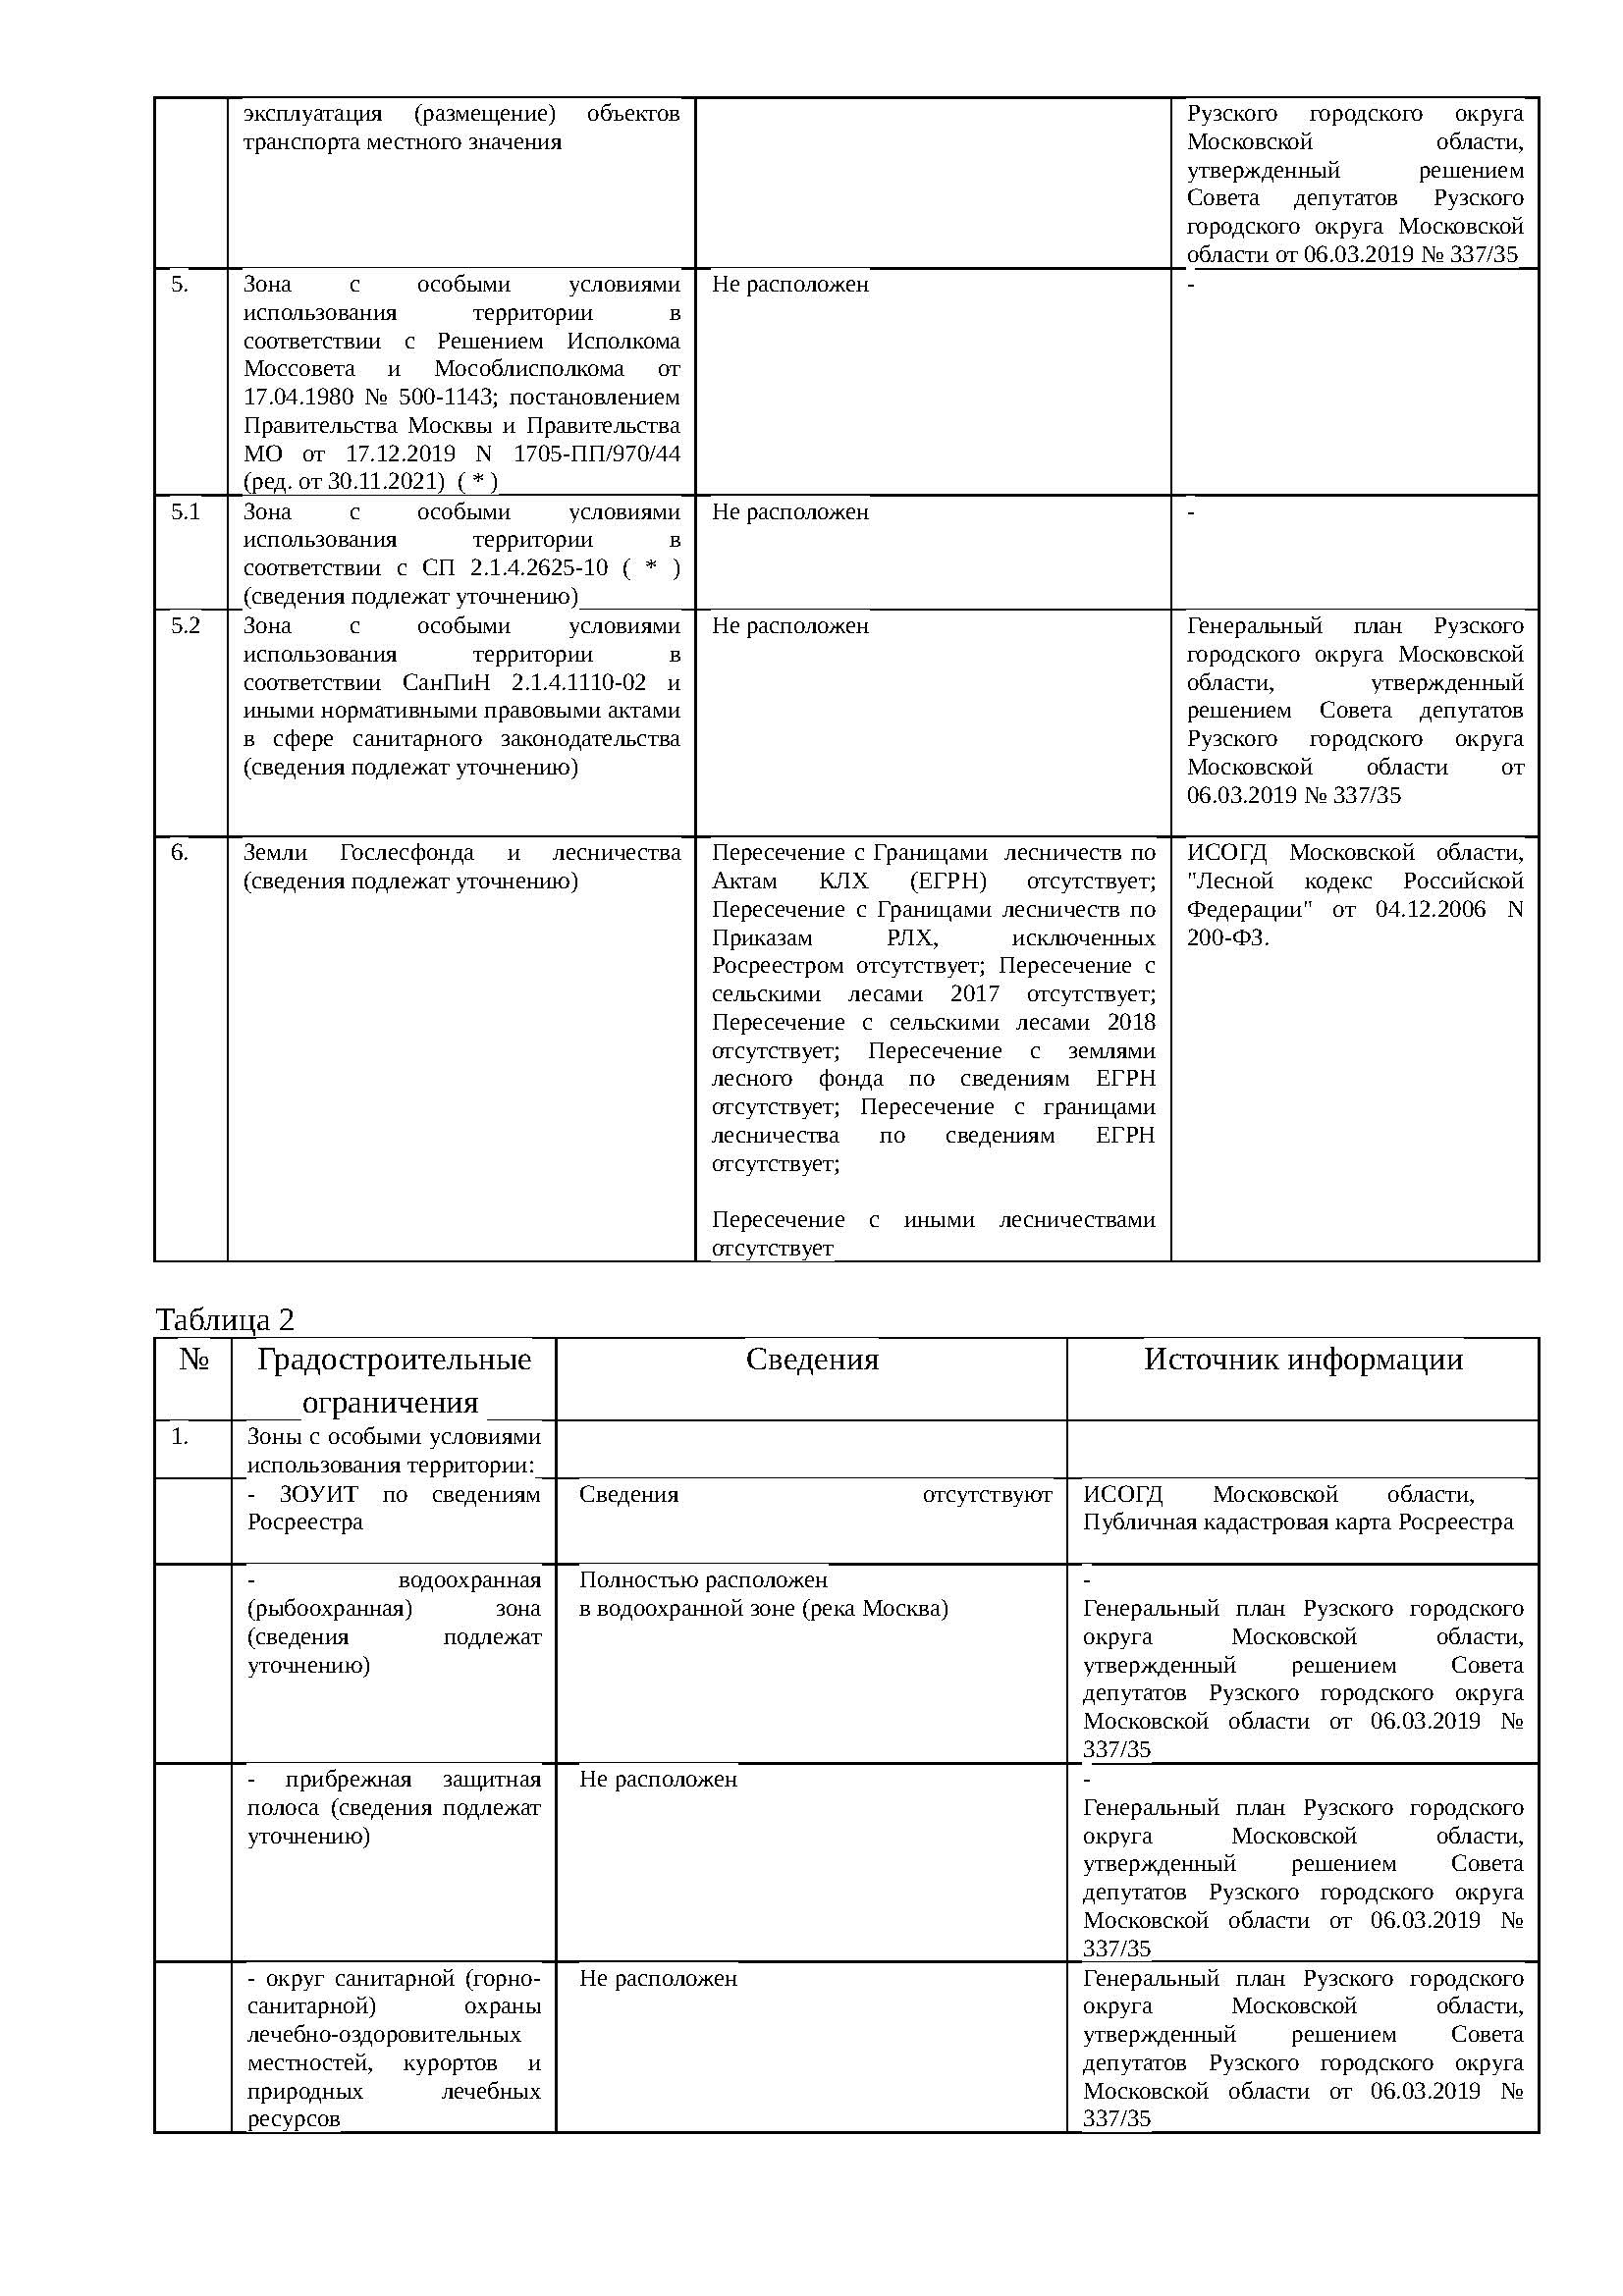 эксплуатация (размещение) объектов
транспорта местного значения
Рузского городского округа
Московской области,
утвержденный решением
Совета депутатов Рузского
городского округа Московской
области от 06.03.2019 № 337/35
5.
Зона с особыми условиями
использования территории в
соответствии с Решением Исполкома
Моссовета и Мособлисполкома от
17.04.1980 № 500-1143; постановлением
Правительства Москвы и Правительства
МО от 17.12.2019 N 1705-ПП/970/44
(ред. от 30.11.2021) ( * )
Не расположен
-
5.1
Зона с особыми условиями
использования территории в
соответствии с СП 2.1.4.2625-10 ( * )
(сведения подлежат уточнению)
Не расположен
-
5.2
Зона с особыми условиями
использования территории в
соответствии СанПиН 2.1.4.1110-02 и
иными нормативными правовыми актами
в сфере санитарного законодательства
(сведения подлежат уточнению)
Не расположен
Генеральный план Рузского
городского округа Московской
области, утвержденный
решением Совета депутатов
Рузского городского округа
Московской области от
06.03.2019 № 337/35
6.
Земли Гослесфонда и лесничества
(сведения подлежат уточнению)
Пересечение с Границами лесничеств по
Актам КЛХ (ЕГРН) отсутствует;
Пересечение с Границами лесничеств по
Приказам РЛХ, исключенных
Росреестром отсутствует; Пересечение с
сельскими лесами 2017 отсутствует;
Пересечение с сельскими лесами 2018
отсутствует; Пересечение с землями
лесного фонда по сведениям ЕГРН
отсутствует; Пересечение с границами
лесничества по сведениям ЕГРН
отсутствует;
Пересечение с иными лесничествами
отсутствует
ИСОГД Московской области,
"Лесной кодекс Российской
Федерации" от 04.12.2006 N
200-ФЗ.
Таблица 2
№
Градостроительные
ограничения
Сведения
Источник информации
1.
Зоны с особыми условиями
использования территории:
- ЗОУИТ по сведениям
Росреестра
Сведения отсутствуют
ИСОГД Московской области,
Публичная кадастровая карта Росреестра
- водоохранная
(рыбоохранная) зона
(сведения подлежат
уточнению)
Полностью расположен
в водоохранной зоне (река Москва)
-
Генеральный план Рузского городского
округа Московской области,
утвержденный решением Совета
депутатов Рузского городского округа
Московской области от 06.03.2019 №
337/35
- прибрежная защитная
полоса (сведения подлежат
уточнению)
Не расположен
-
Генеральный план Рузского городского
округа Московской области,
утвержденный решением Совета
депутатов Рузского городского округа
Московской области от 06.03.2019 №
337/35
- округ санитарной (горно-
санитарной) охраны
лечебно-оздоровительных
местностей, курортов и
природных лечебных
ресурсов
Не расположен
Генеральный план Рузского городского
округа Московской области,
утвержденный решением Совета
депутатов Рузского городского округа
Московской области от 06.03.2019 №
337/35